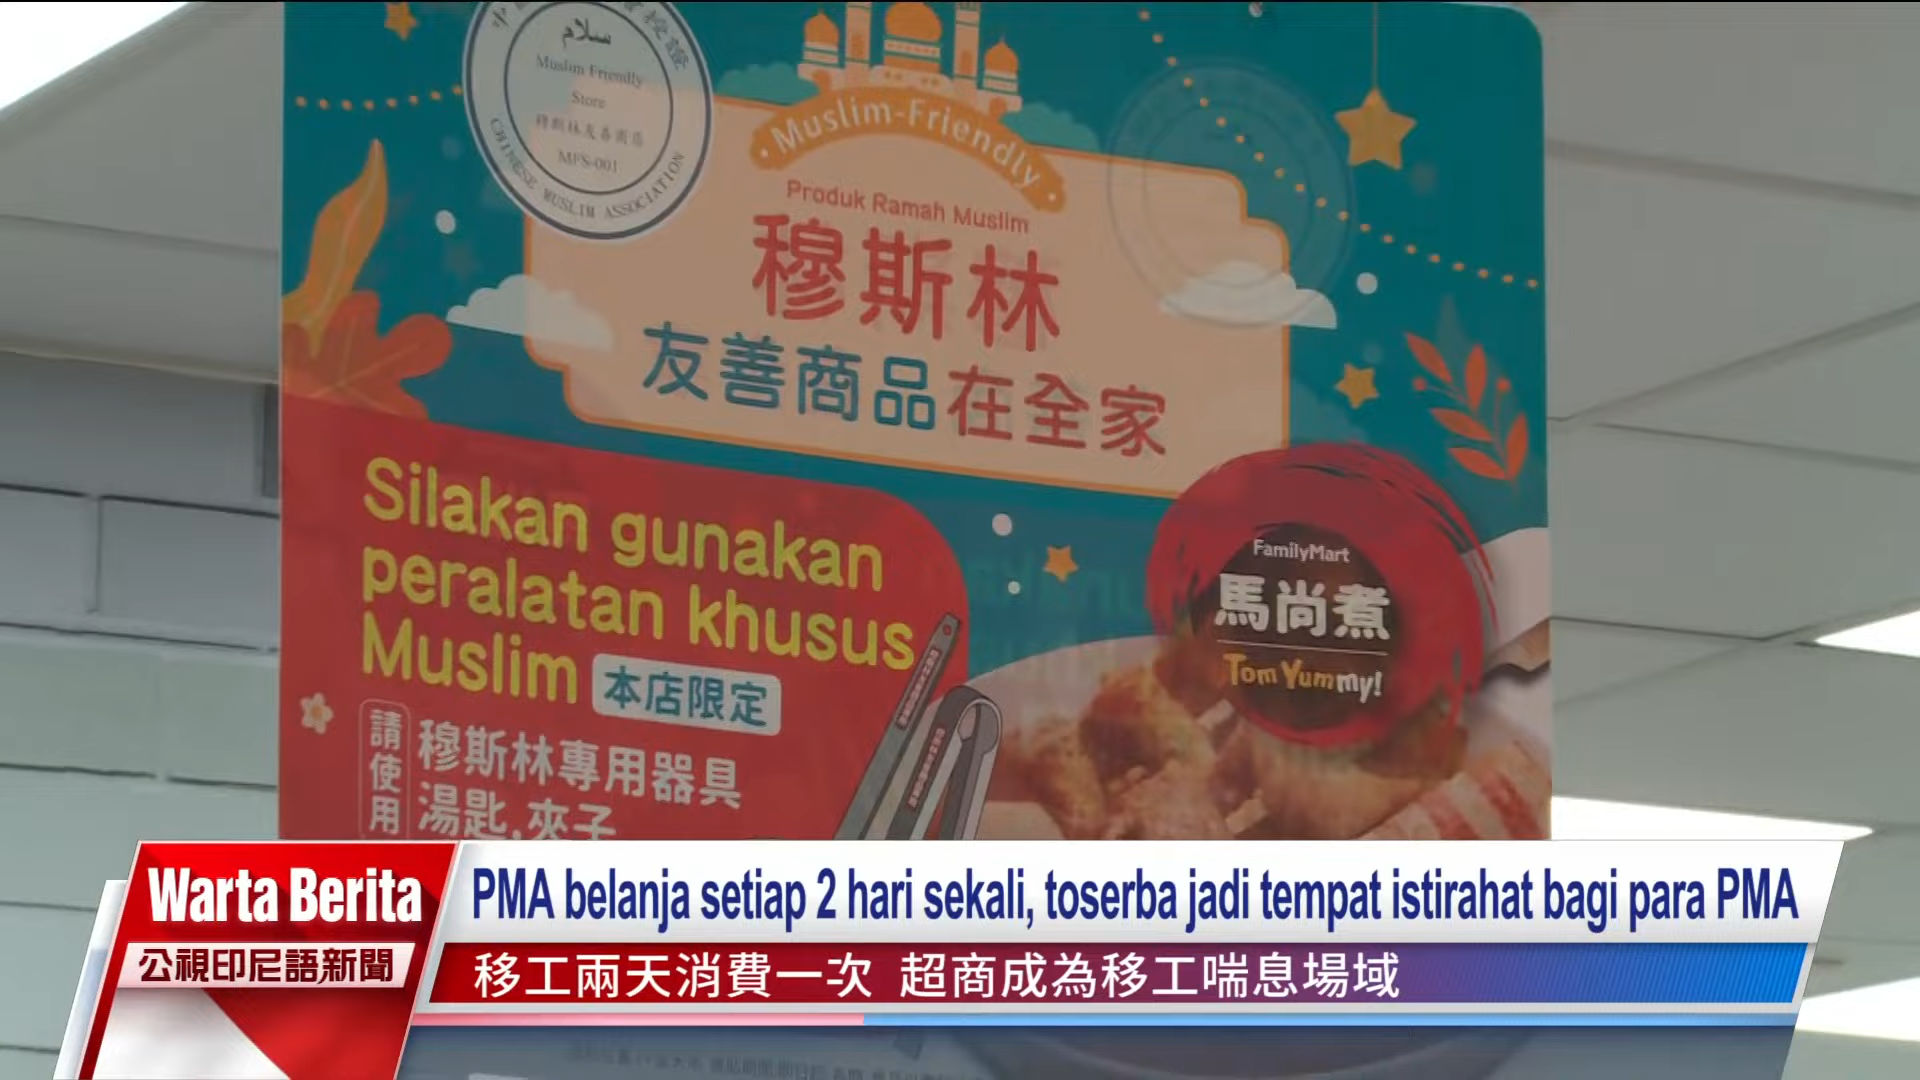 سلام
Muslim Friendly
Store
穆斯林友善商店
MFS-001
CHINESE MUSLIM ASSOCIATION
Muslim-Friendly
Produk Ramah Muslim
穆斯林
友善商品在全家
Silakan gunakan
peralatan khusus
Muslim 本店限定
請使用 穆斯林專用器具
湯匙,夾子
FamilyMart
馬尚煮
Tom Yummy!
Warta Berita
公視印尼語新聞
PMA belanja setiap 2 hari sekali, toserba jadi tempat istirahat bagi para PMA
移工兩天消費一次 超商成為移工喘息場域